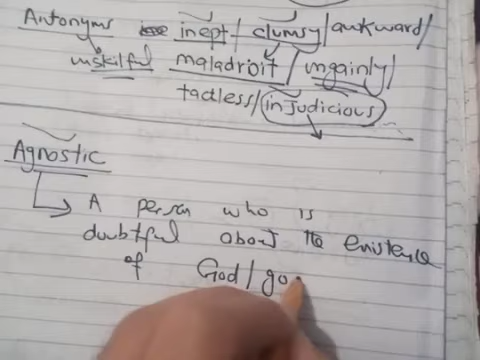 Antonyms inept/clumsy/awkward/
unskilful maladroit/ungainly/
tactless/injudicious
Agnostic
A person who is
doubtful about the existence
of God/go